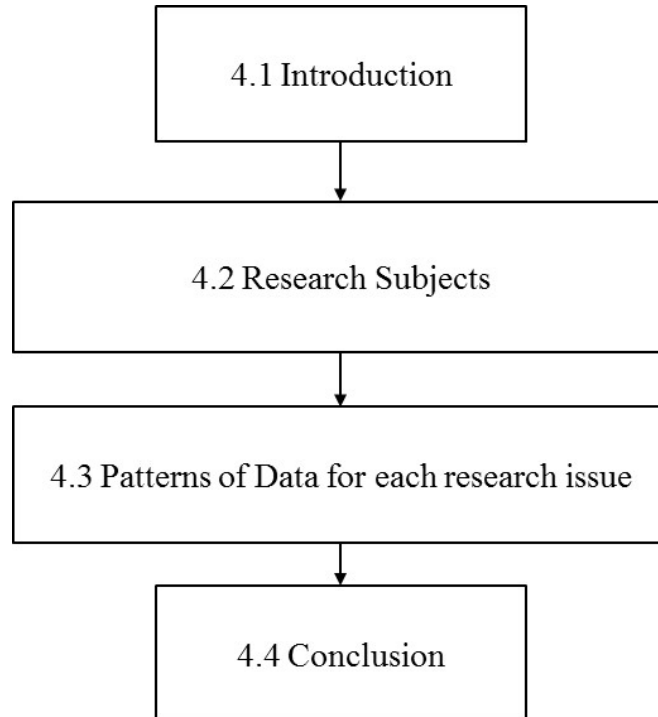 4.1 Introduction
4.2 Research Subjects
4.3 Patterns of Data for each research issue
4.4 Conclusion